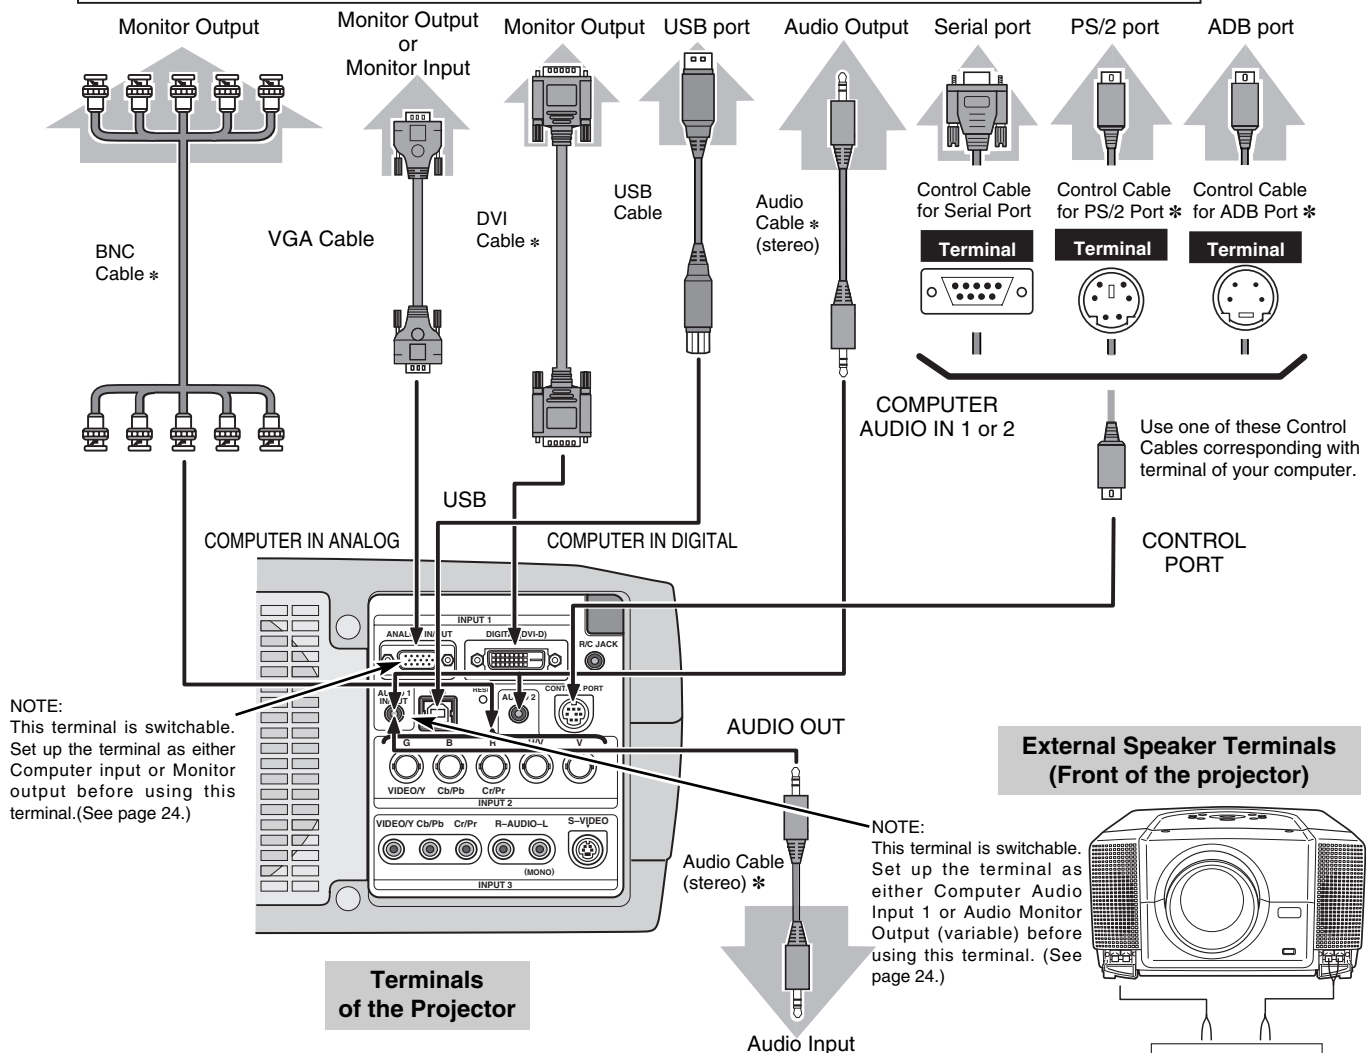 Monitor Output
Monitor Output
or
Monitor Input
Monitor Output
USB port
Audio Output
Serial port
PS/2 port
ADB port
BNC
Cable *
VGA Cable
DVI
Cable *
USB
Cable
Audio
Cable *
(stereo)
Control Cable
for Serial Port
Control Cable
for PS/2 Port *
Control Cable
for ADB Port *
Terminal
Terminal
Terminal
COMPUTER
AUDIO IN 1 or 2
Use one of these Control
Cables corresponding with
terminal of your computer.
USB
COMPUTER IN ANALOG
COMPUTER IN DIGITAL
CONTROL
PORT
INPUT 1
R/C JACK
AUDIO 1
G B R V
VIDEO/Y Cb/Pb Cr/Pr
INPUT 2
VIDEO/Y Cb/Pb Cr/Pr R–AUDIO–L S–VIDEO
(MONO)
INPUT 3
NOTE:
This terminal is switchable.
Set up the terminal as either
Computer input or Monitor
output before using this
terminal.(See page 24.)
AUDIO OUT
Audio Cable
(stereo) *
Audio Input
NOTE:
This terminal is switchable.
Set up the terminal as
either Computer Audio
Input 1 or Audio Monitor
Output (variable) before
using this terminal. (See
page 24.)
External Speaker Terminals
(Front of the projector)
Terminals
of the Projector